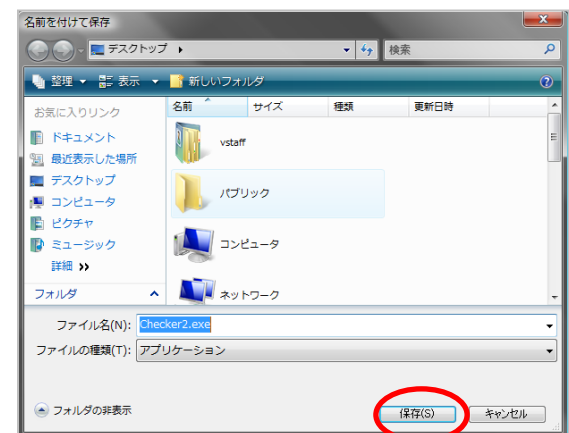 名前を付けて保存
デスクトップ
検索
整理 表示 新しいフォルダ
お気に入りリンク
ドキュメント
最近表示した場所
デスクトップ
コンピュータ
ピクチャ
ミュージック
詳細 >>
フォルダ
名前 サイズ 種類 更新日時
vstaff
パブリック
コンピュータ
ネットワーク
ファイル名(N): Checker2.exe
ファイルの種類(T): アプリケーション
フォルダの非表示
保存(S) キャンセル